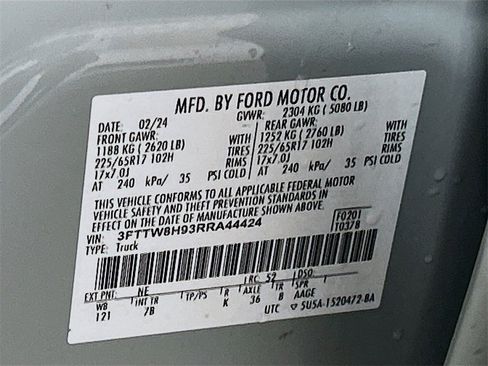 MFD. BY FORD MOTOR CO.
DATE: 02/24 GVWR: 2304 KG ( 5080 LB)
FRONT GAWR: REAR GAWR:
1188 KG ( 2620 LB) WITH 1252 KG ( 2760 LB) WITH
225/65R17 102H TIRES 225/65R17 102H TIRES
17x7.0J RIMS 17x7.0J RIMS
AT 240 kPa/ 35 PSI COLD AT 240 kPa/ 35 PSI COLD
THIS VEHICLE CONFORMS TO ALL APPLICABLE FEDERAL MOTOR
VEHICLE SAFETY AND THEFT PREVENTION STANDARDS IN
EFFECT ON THE DATE OF MANUFACTURE SHOWN ABOVE.
VIN: 3FTTW8H93RRA44424 F0201
TYPE: Truck T0378
EXT PNT: NE LRC: 52 LDSO:
WB INT TR TP/PS R AXLE TR SPR
121 7B K 36 B AAGE
UTC 5U5A-1520472-BA